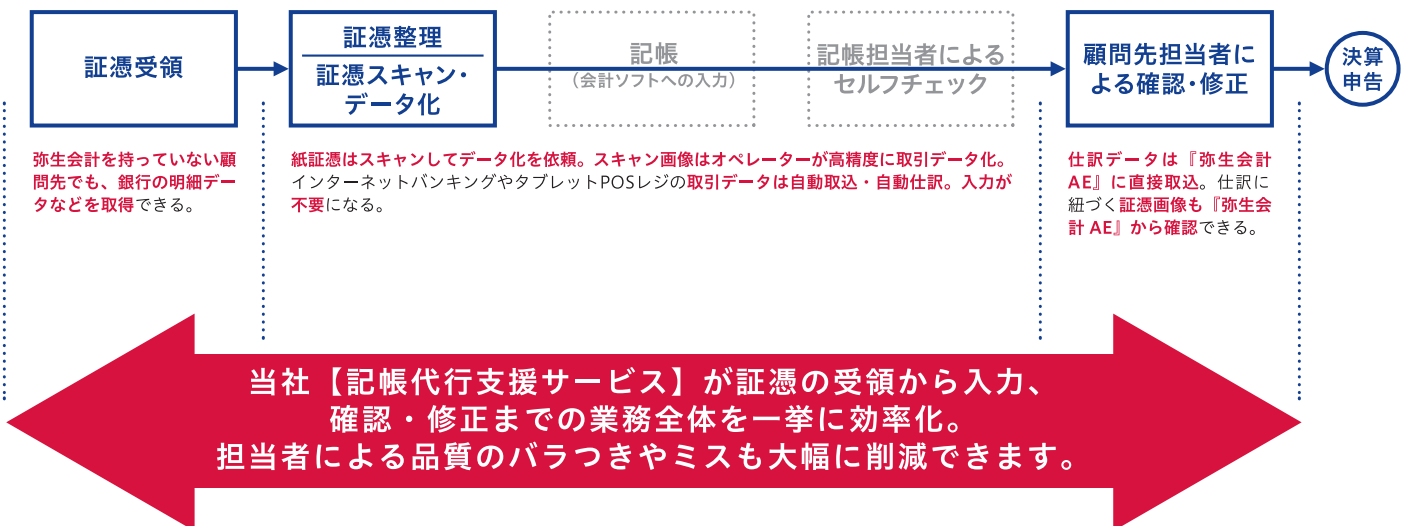 証憑受領
証憑整理
証憑スキャン・
データ化
記帳
（会計ソフトへの入力）
記帳担当者による
セルフチェック
顧問先担当者に
よる確認・修正
決算
申告
弥生会計を持っていない顧
問先でも、銀行の明細デー
タなどを取得できる。
紙証憑はスキャンしてデータ化を依頼。スキャン画像はオペレーターが高精度に取引データ化。
インターネットバンキングやタブレットPOSレジの取引データは自動取込・自動仕訳。入力が
不要になる。
仕訳データは『弥生会計
AE』に直接取込。仕訳に
紐づく証憑画像も『弥生会
計 AE』から確認できる。
当社【記帳代行支援サービス】が証憑の受領から入力、
確認・修正までの業務全体を一挙に効率化。
担当者による品質のバラつきやミスも大幅に削減できます。